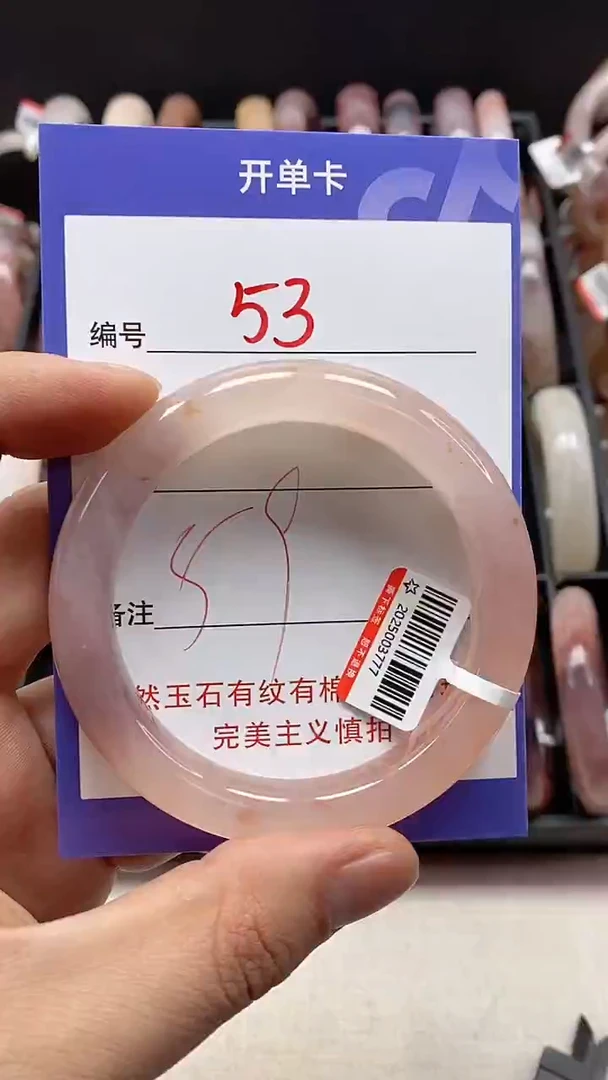 开单卡
编号 53
备注
然玉石有纹有棉
完美主义慎拍
2025003777